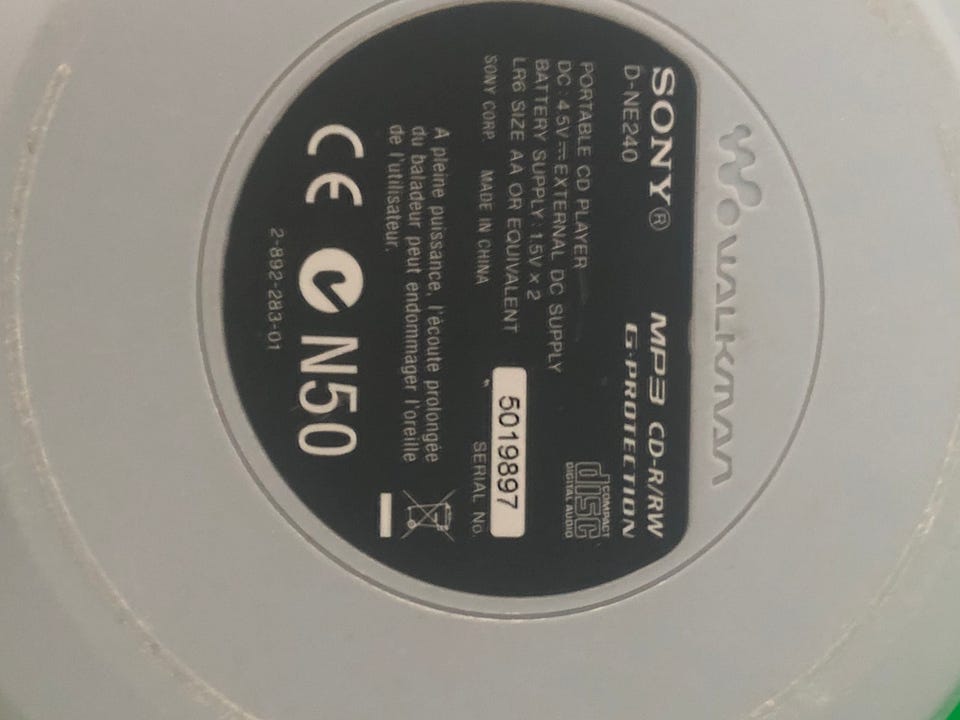 WALKMAN
SONY® MP3 CD-R/RW
D-NE240 G·PROTECTION
PORTABLE CD PLAYER
DC : 4.5V⎓EXTERNAL DC SUPPLY
BATTERY SUPPLY : 1.5V × 2
LR6 SIZE AA OR EQUIVALENT
SONY CORP. MADE IN CHINA
COMPACT
disc
DIGITAL AUDIO
5019897
SERIAL No.
A pleine puissance, l'écoute prolongée
du baladeur peut endommager l'oreille
de l'utilisateur.
CE N50
2-892-283-01